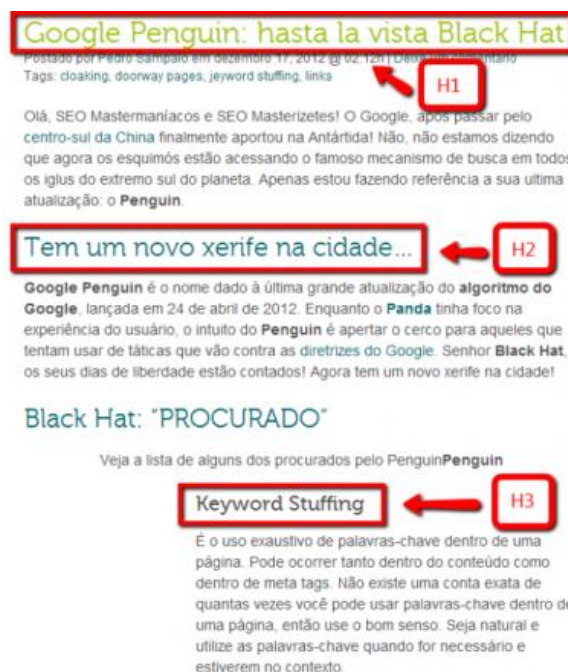 Google Penguin: hasta la vista Black Hat!
Postado por Pedro Sampaio em dezembro 17, 2012 @ 02:12h | Deixe um comentário
Tags: cloaking, doorway pages, jeyword stuffing, links
H1
Olá, SEO Mastermaníacos e SEO Masterizetes! O Google, após passar pelo
centro-sul da China finalmente aportou na Antártida! Não, não estamos dizendo
que agora os esquimós estão acessando o famoso mecanismo de busca em todos
os iglus do extremo sul do planeta. Apenas estou fazendo referência a sua ultima
atualização: o Penguin.
Tem um novo xerife na cidade...
H2
Google Penguin é o nome dado à última grande atualização do algoritmo do
Google, lançada em 24 de abril de 2012. Enquanto o Panda tinha foco na
experiência do usuário, o intuito do Penguin é apertar o cerco para aqueles que
tentam usar de táticas que vão contra as diretrizes do Google. Senhor Black Hat,
os seus dias de liberdade estão contados! Agora tem um novo xerife na cidade!
Black Hat: "PROCURADO"
Veja a lista de alguns dos procurados pelo PenguinPenguin
Keyword Stuffing
H3
É o uso exaustivo de palavras-chave dentro de uma
página. Pode ocorrer tanto dentro do conteúdo como
dentro de meta tags. Não existe uma conta exata de
quantas vezes você pode usar palavras-chave dentro de
uma página, então use o bom senso. Seja natural e
utilize as palavras-chave quando for necessário e
estiverem no contexto.